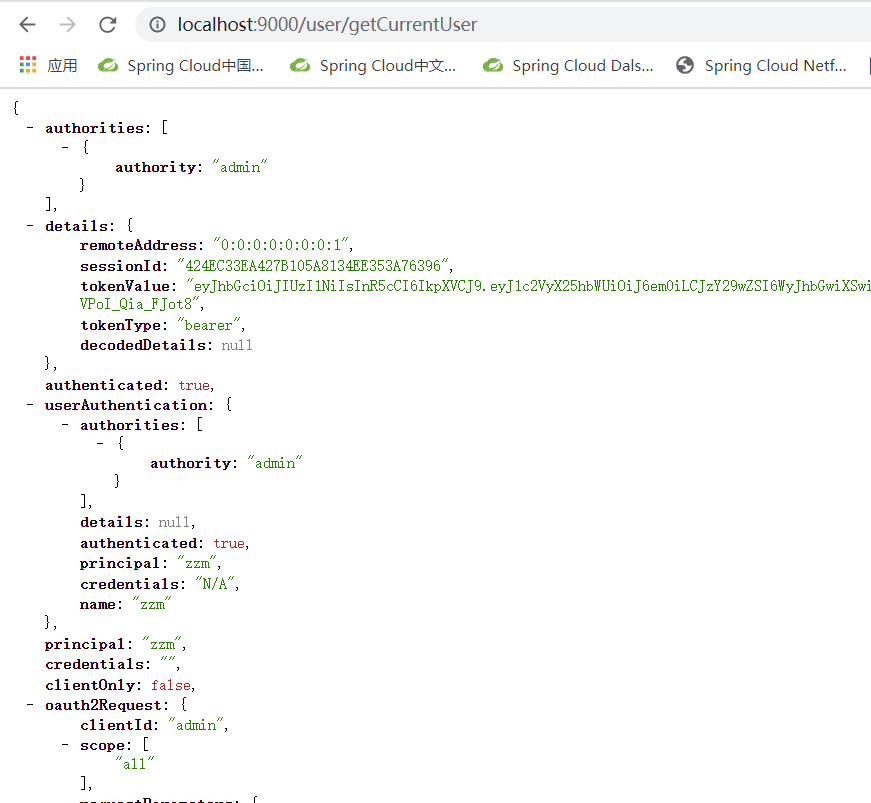 localhost:9000/user/getCurrentUser
应用 Spring Cloud中国... Spring Cloud中文... Spring Cloud Dals... Spring Cloud Netf...
{
- authorities: [
- {
authority: "admin"
}
],
- details: {
remoteAddress: "0:0:0:0:0:0:0:1",
sessionId: "424EC33EA427B105A8134EE353A76396",
tokenValue: "eyJhbGciOiJIUzI1NiIsInR5cCI6IkpXVCJ9.eyJ1c2VyX25hbWUiOiJ6em0iLCJzY29wZSI6WyJhbGwiXSwi
VPoI_Qia_FJot8",
tokenType: "bearer",
decodedDetails: null
},
authenticated: true,
- userAuthentication: {
- authorities: [
- {
authority: "admin"
}
],
details: null,
authenticated: true,
principal: "zzm",
credentials: "N/A",
name: "zzm"
},
principal: "zzm",
credentials: "",
clientOnly: false,
- oauth2Request: {
clientId: "admin",
- scope: [
"all"
],